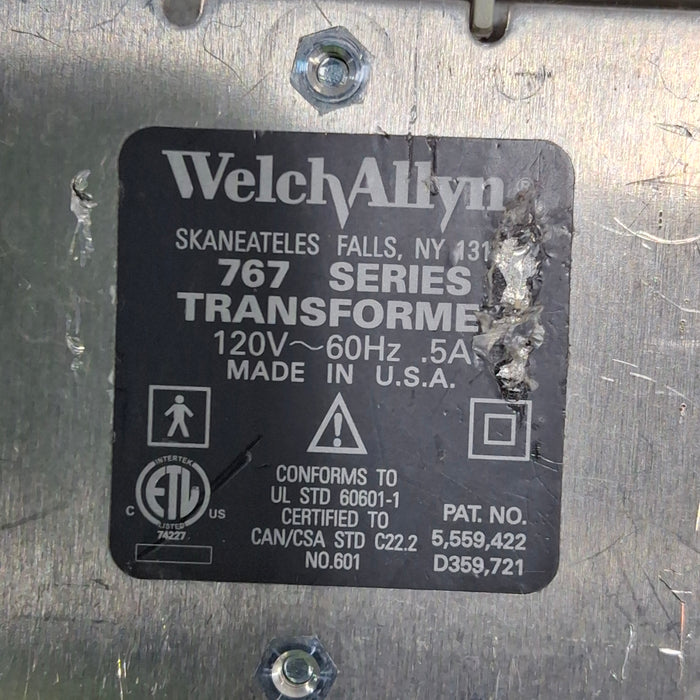 WelchAllyn®
SKANEATELES FALLS, NY 131
767 SERIES
TRANSFORME
120V~60Hz .5A
MADE IN U.S.A.
INTERTEK
ETL
C US
LISTED
74227
CONFORMS TO
UL STD 60601-1
CERTIFIED TO
CAN/CSA STD C22.2
NO.601
PAT. NO.
5,559,422
D359,721